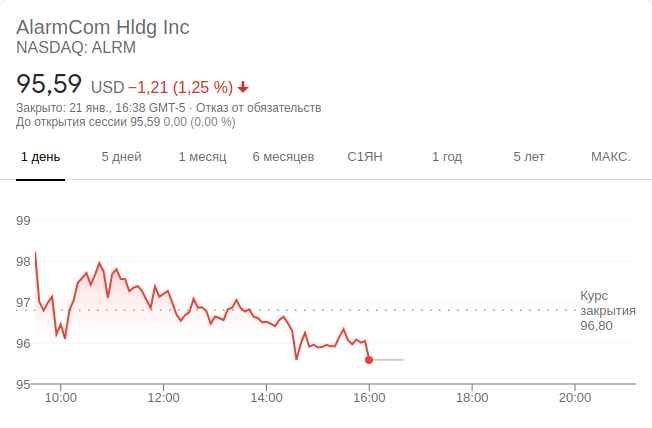 AlarmCom Hldg Inc
NASDAQ: ALRM
95,59 USD −1,21 (1,25 %)
Закрыто: 21 янв., 16:38 GMT-5 · Отказ от обязательств
До открытия сессии 95,59 0,00 (0,00 %)
1 день 5 дней 1 месяц 6 месяцев С1ЯН 1 год 5 лет МАКС.
99
98
97
Курс
закрытия
96,80
96
95
10:00 12:00 14:00 16:00 18:00 20:00